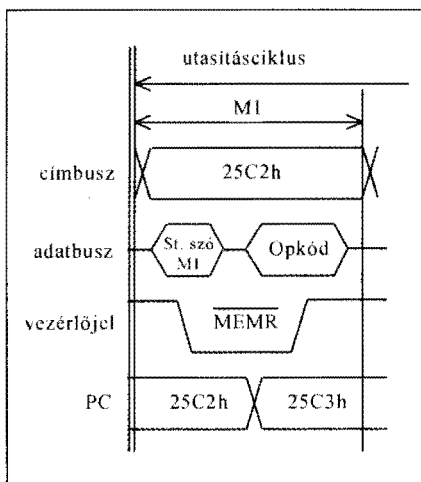 utasításciklus
M1
címbusz
25C2h
adatbusz
St. szó
M1
Opkód
vezérlőjel
MEMR
PC
25C2h
25C3h